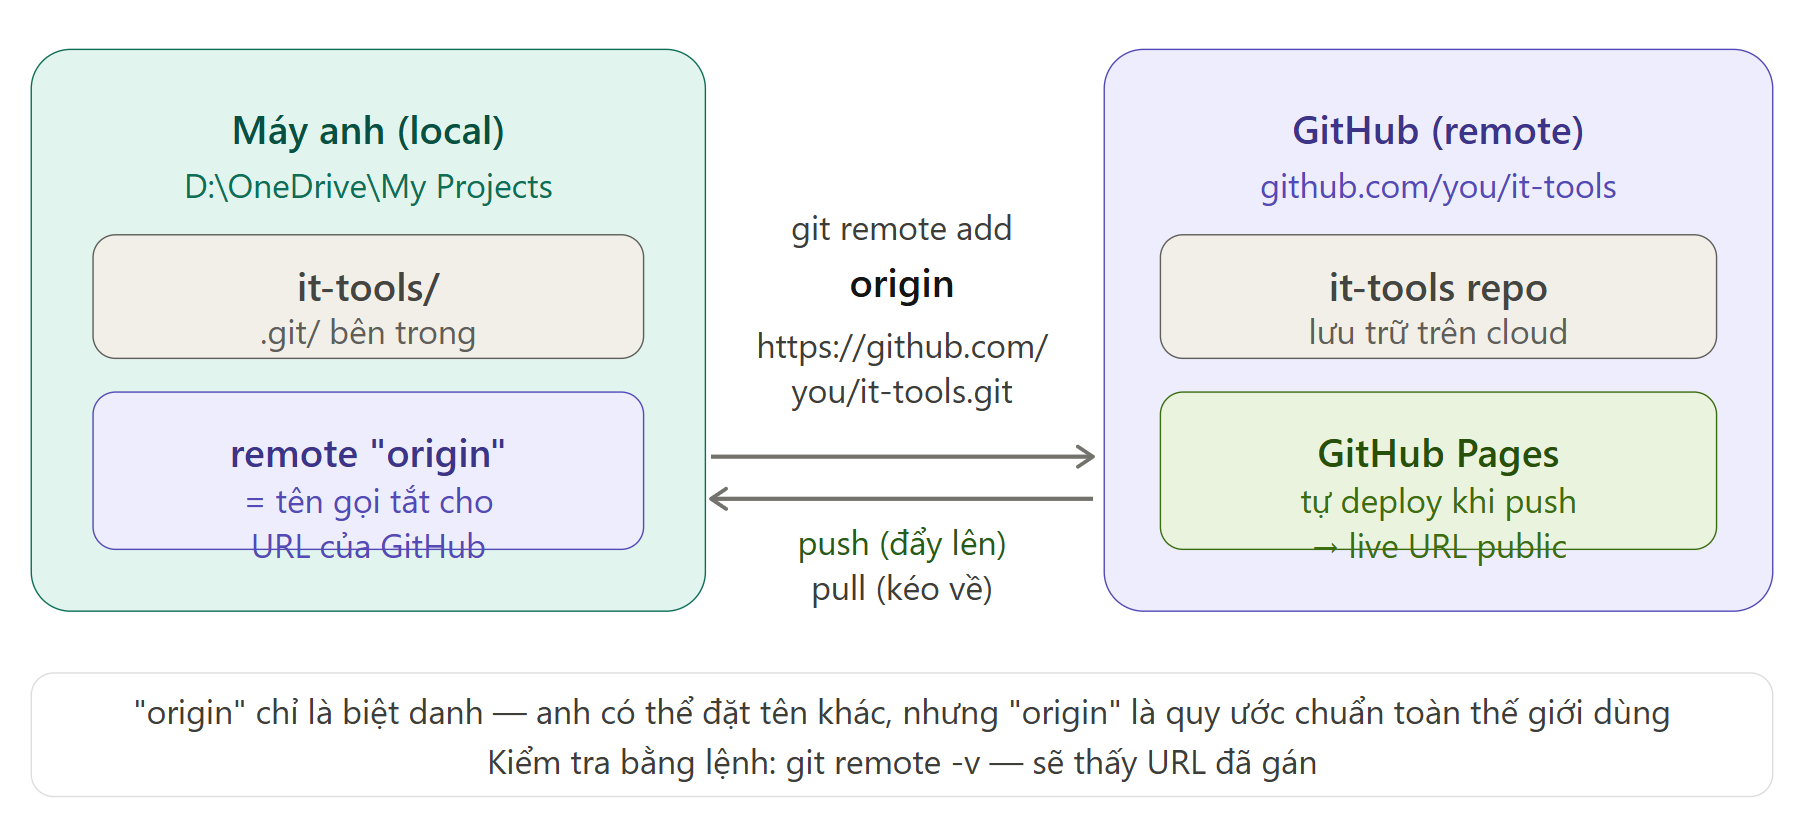 Máy anh (local)
D:\OneDrive\My Projects
it-tools/
.git/ bên trong
remote "origin"
= tên gọi tắt cho
URL của GitHub
git remote add
origin
https://github.com/
you/it-tools.git
push (đẩy lên)
pull (kéo về)
GitHub (remote)
github.com/you/it-tools
it-tools repo
lưu trữ trên cloud
GitHub Pages
tự deploy khi push
→ live URL public
"origin" chỉ là biệt danh — anh có thể đặt tên khác, nhưng "origin" là quy ước chuẩn toàn thế giới dùng
Kiểm tra bằng lệnh: git remote -v — sẽ thấy URL đã gán